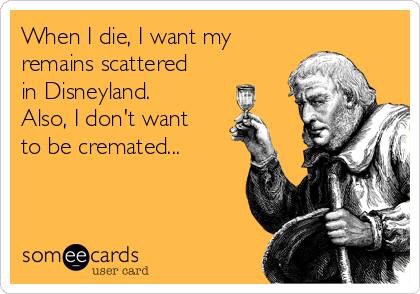 When I die, I want my
remains scattered
in Disneyland.
Also, I don't want
to be cremated...
someecards
user card